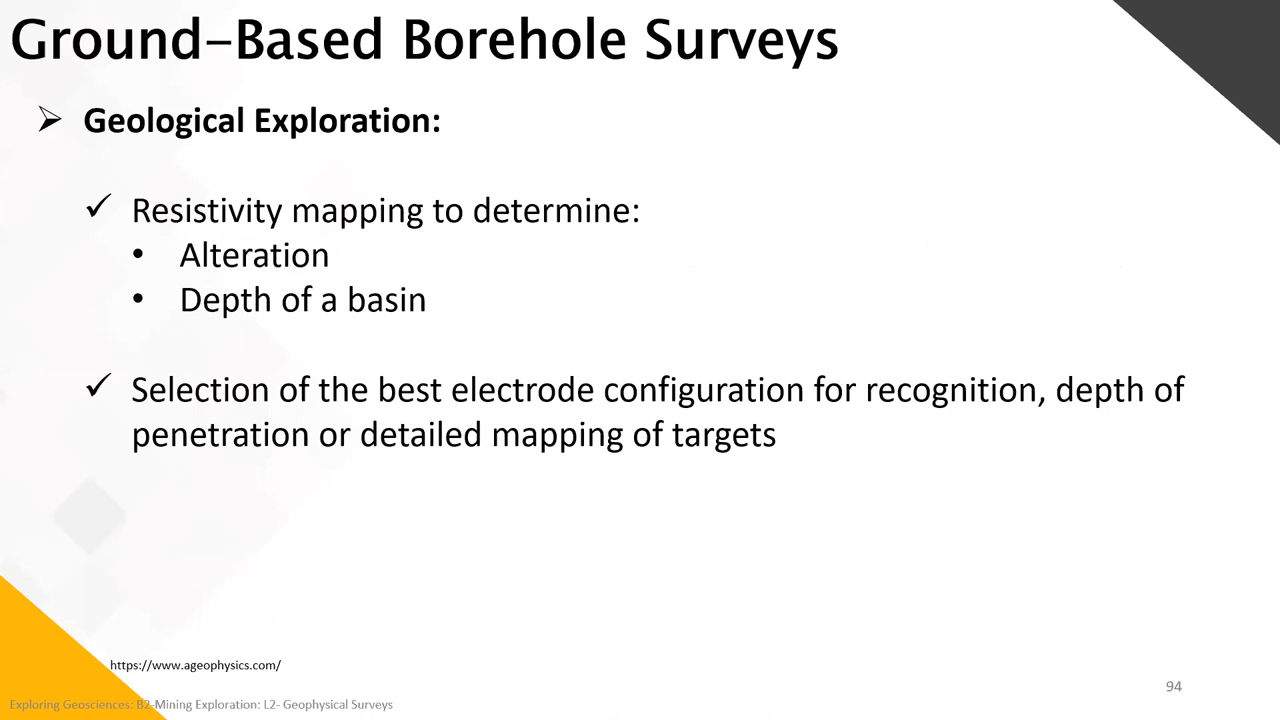 Ground-Based Borehole Surveys
➢ Geological Exploration:
✓ Resistivity mapping to determine:
• Alteration
• Depth of a basin
✓ Selection of the best electrode configuration for recognition, depth of
penetration or detailed mapping of targets
https://www.ageophysics.com/
94
Exploring Geosciences: B2-Mining Exploration: L2- Geophysical Surveys